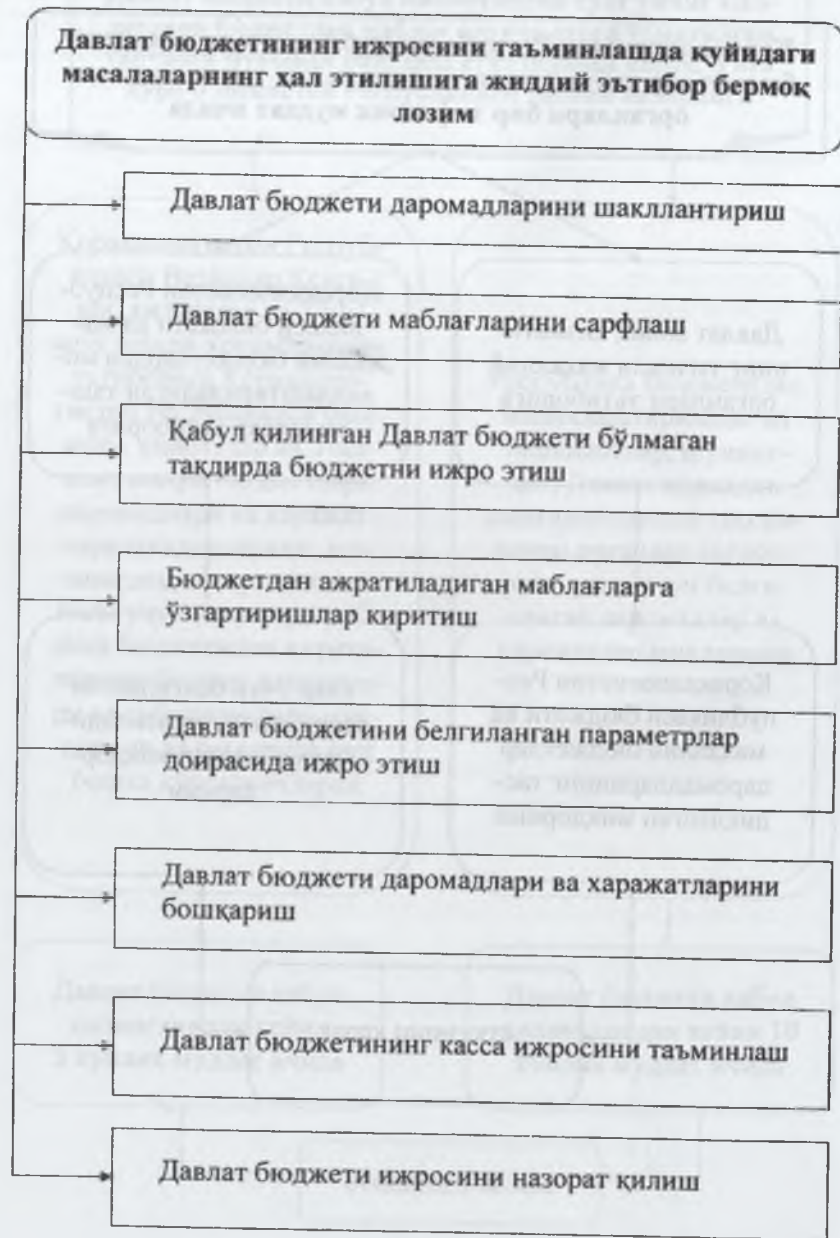 Давлат бюджетининг ижросини таъминлашда қуйидаги
масалаларнинг ҳал этилишига жиддий эътибор бермоқ
лозим
Давлат бюджети даромадларини шакллантириш
Давлат бюджети маблағларини сарфлаш
Қабул қилинган Давлат бюджети бўлмаган
тақдирда бюджетни ижро этиш
Бюджетдан ажратиладиган маблағларга
ўзгартиришлар киритиш
Давлат бюджетини белгиланган параметрлар
доирасида ижро этиш
Давлат бюджети даромадлари ва харажатларини
бошқариш
Давлат бюджетининг касса ижросини таъминлаш
Давлат бюджети ижросини назорат қилиш